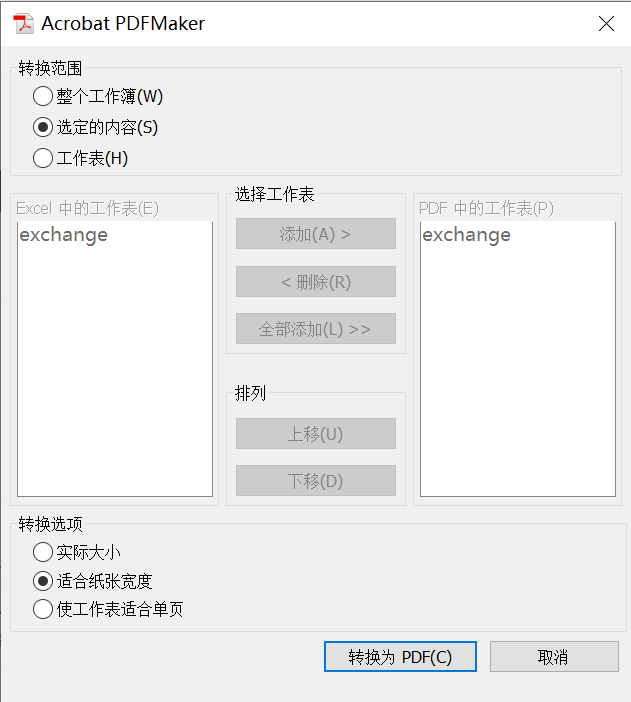 Acrobat PDFMaker
转换范围
整个工作簿(W)
选定的内容(S)
工作表(H)
Excel 中的工作表(E)
exchange
选择工作表
添加(A) >
< 删除(R)
全部添加(L) >>
排列
上移(U)
下移(D)
PDF 中的工作表(P)
exchange
转换选项
实际大小
适合纸张宽度
使工作表适合单页
转换为 PDF(C)
取消